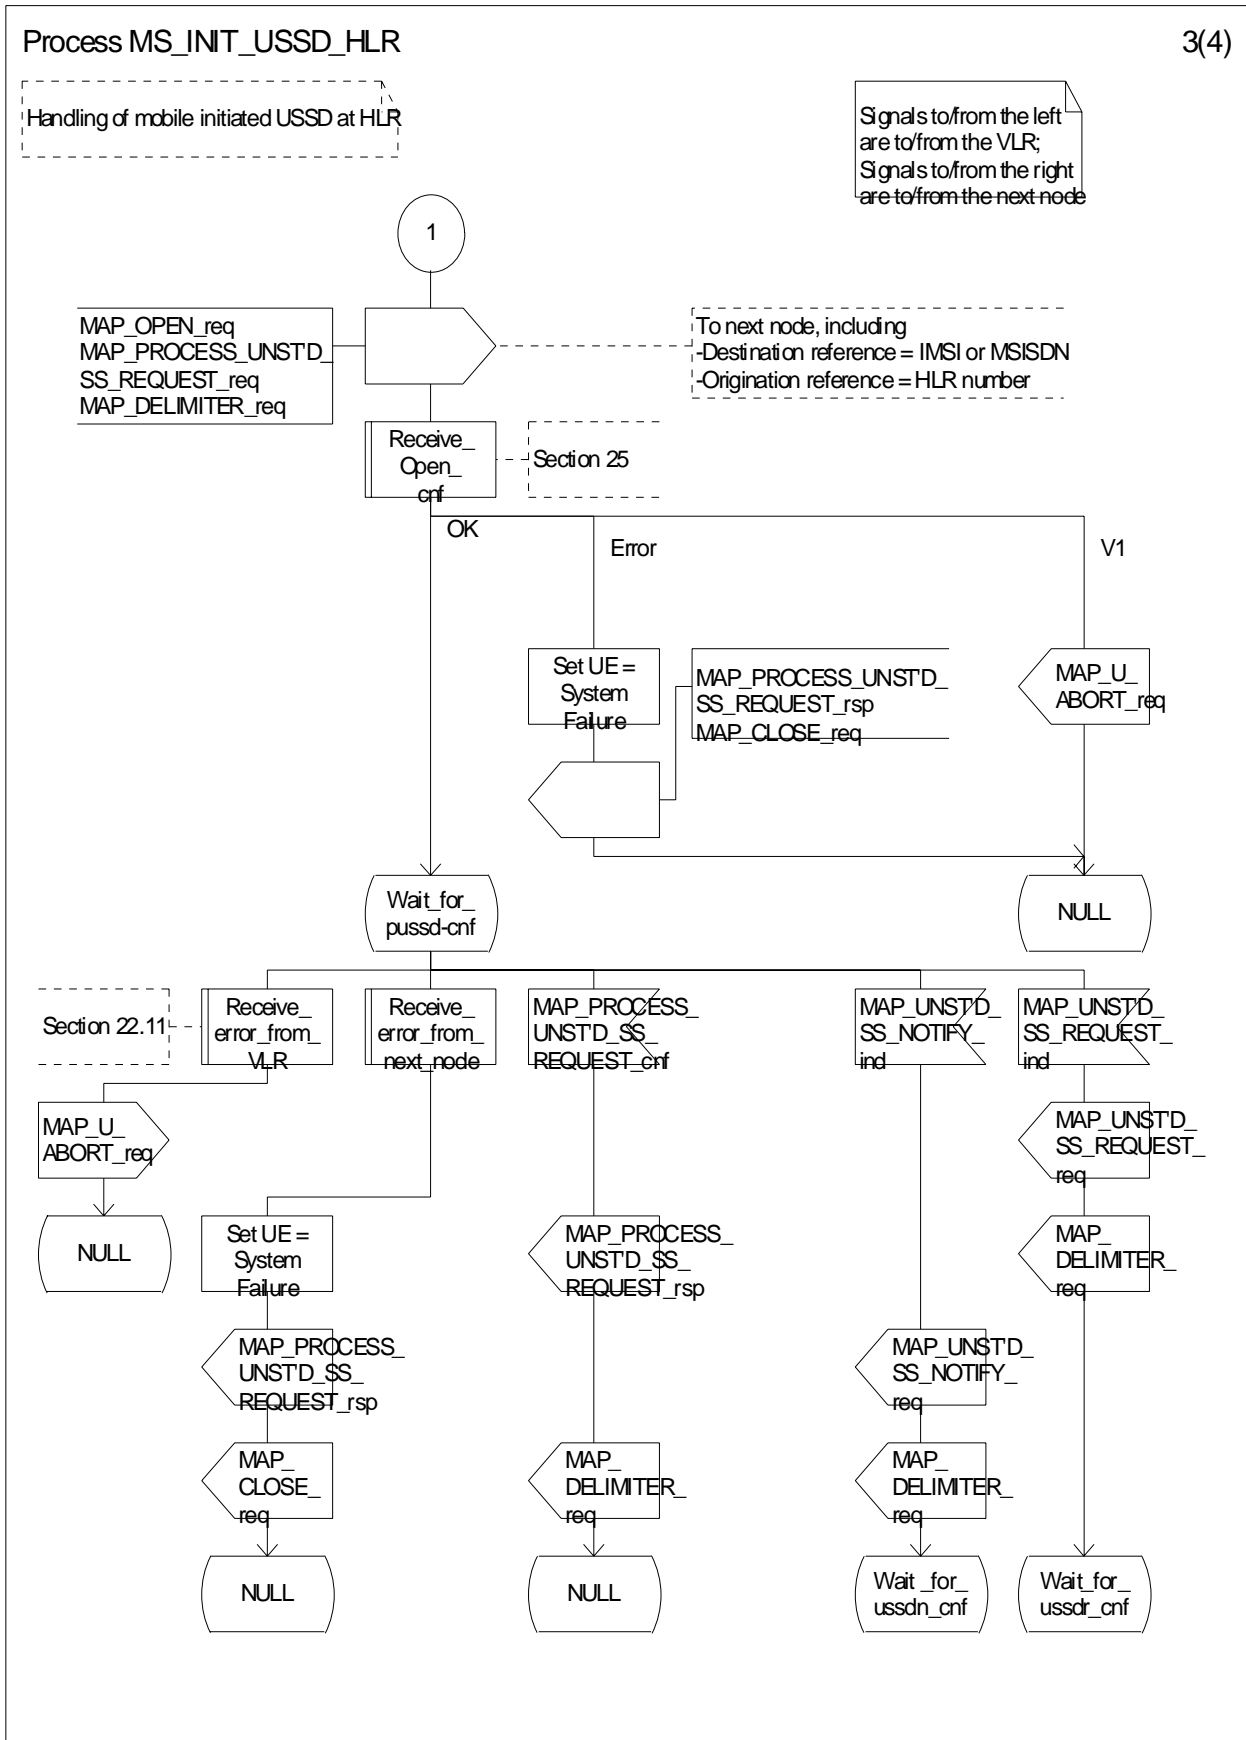 Process MS_INIT_USSD_HLR
3(4)
Handling of mobile initiated USSD at HLR
Signals to/from the left
are to/from the VLR;
Signals to/from the right
are to/from the next node
1
MAP_OPEN_req
MAP_PROCESS_UNST'D_
SS_REQUEST_req
MAP_DELIMITER_req
To next node, including
-Destination reference = IMSI or MSISDN
-Origination reference = HLR number
Receive_
Open_
cnf
Section 25
OK
Error
V1
Set UE =
System
Failure
MAP_PROCESS_UNST'D_
SS_REQUEST_rsp
MAP_CLOSE_req
MAP_U_
ABORT_req
Wait_for_
pussd-cnf
NULL
Section 22.11
Receive_
error_from_
VLR
Receive_
error_from_
next_node
MAP_PROCESS_
UNST'D_SS_
REQUEST_cnf
MAP_UNST'D_
SS_NOTIFY_
ind
MAP_UNST'D_
SS_REQUEST_
ind
MAP_U_
ABORT_req
MAP_UNST'D_
SS_REQUEST_
req
NULL
Set UE =
System
Failure
MAP_PROCESS_
UNST'D_SS_
REQUEST_rsp
MAP_
DELIMITER_
req
MAP_PROCESS_
UNST'D_SS_
REQUEST_rsp
MAP_UNST'D_
SS_NOTIFY_
req
MAP_
CLOSE_
req
MAP_
DELIMITER_
req
MAP_
DELIMITER_
req
NULL
NULL
Wait _for_
ussdn_cnf
Wait_for_
ussdr_cnf